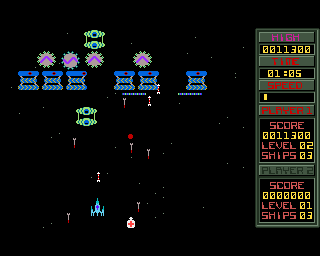 HIGH
0011300
TIME
01:05
SPEED
PLAYER 1
SCORE
0011300
LEVEL 02
SHIPS 03
PLAYER 2
SCORE
0000000
LEVEL 01
SHIPS 03